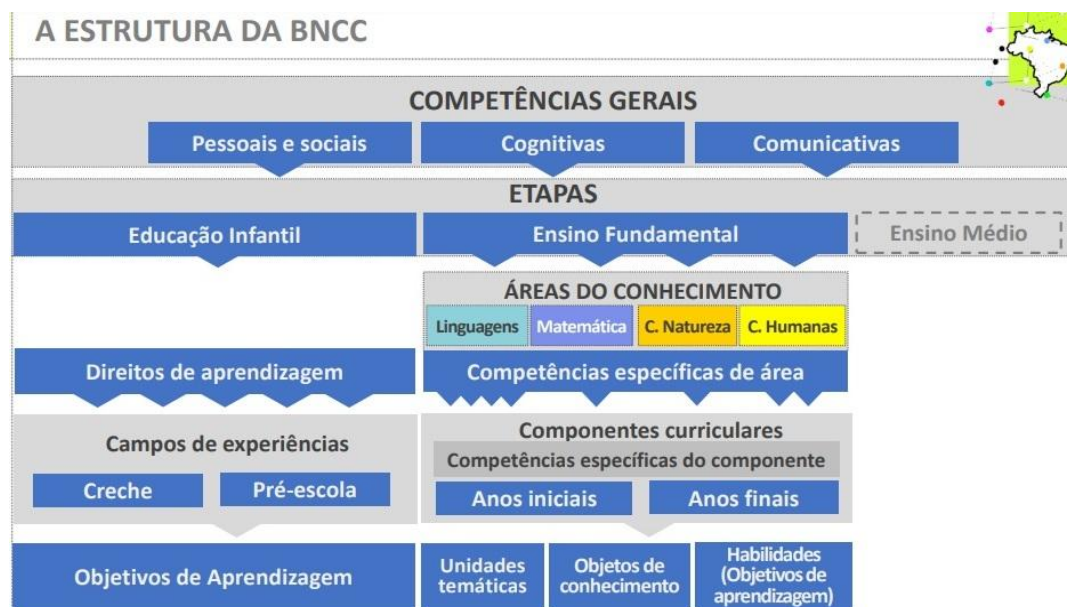 A ESTRUTURA DA BNCC
COMPETÊNCIAS GERAIS
Pessoais e sociais
Cognitivas
Comunicativas
ETAPAS
Educação Infantil
Ensino Fundamental
Ensino Médio
ÁREAS DO CONHECIMENTO
Linguagens
Matemática
C. Natureza
C. Humanas
Direitos de aprendizagem
Competências específicas de área
Campos de experiências
Creche
Pré-escola
Componentes curriculares
Competências específicas do componente
Anos iniciais
Anos finais
Objetivos de Aprendizagem
Unidades
temáticas
Objetos de
conhecimento
Habilidades
(Objetivos de
aprendizagem)